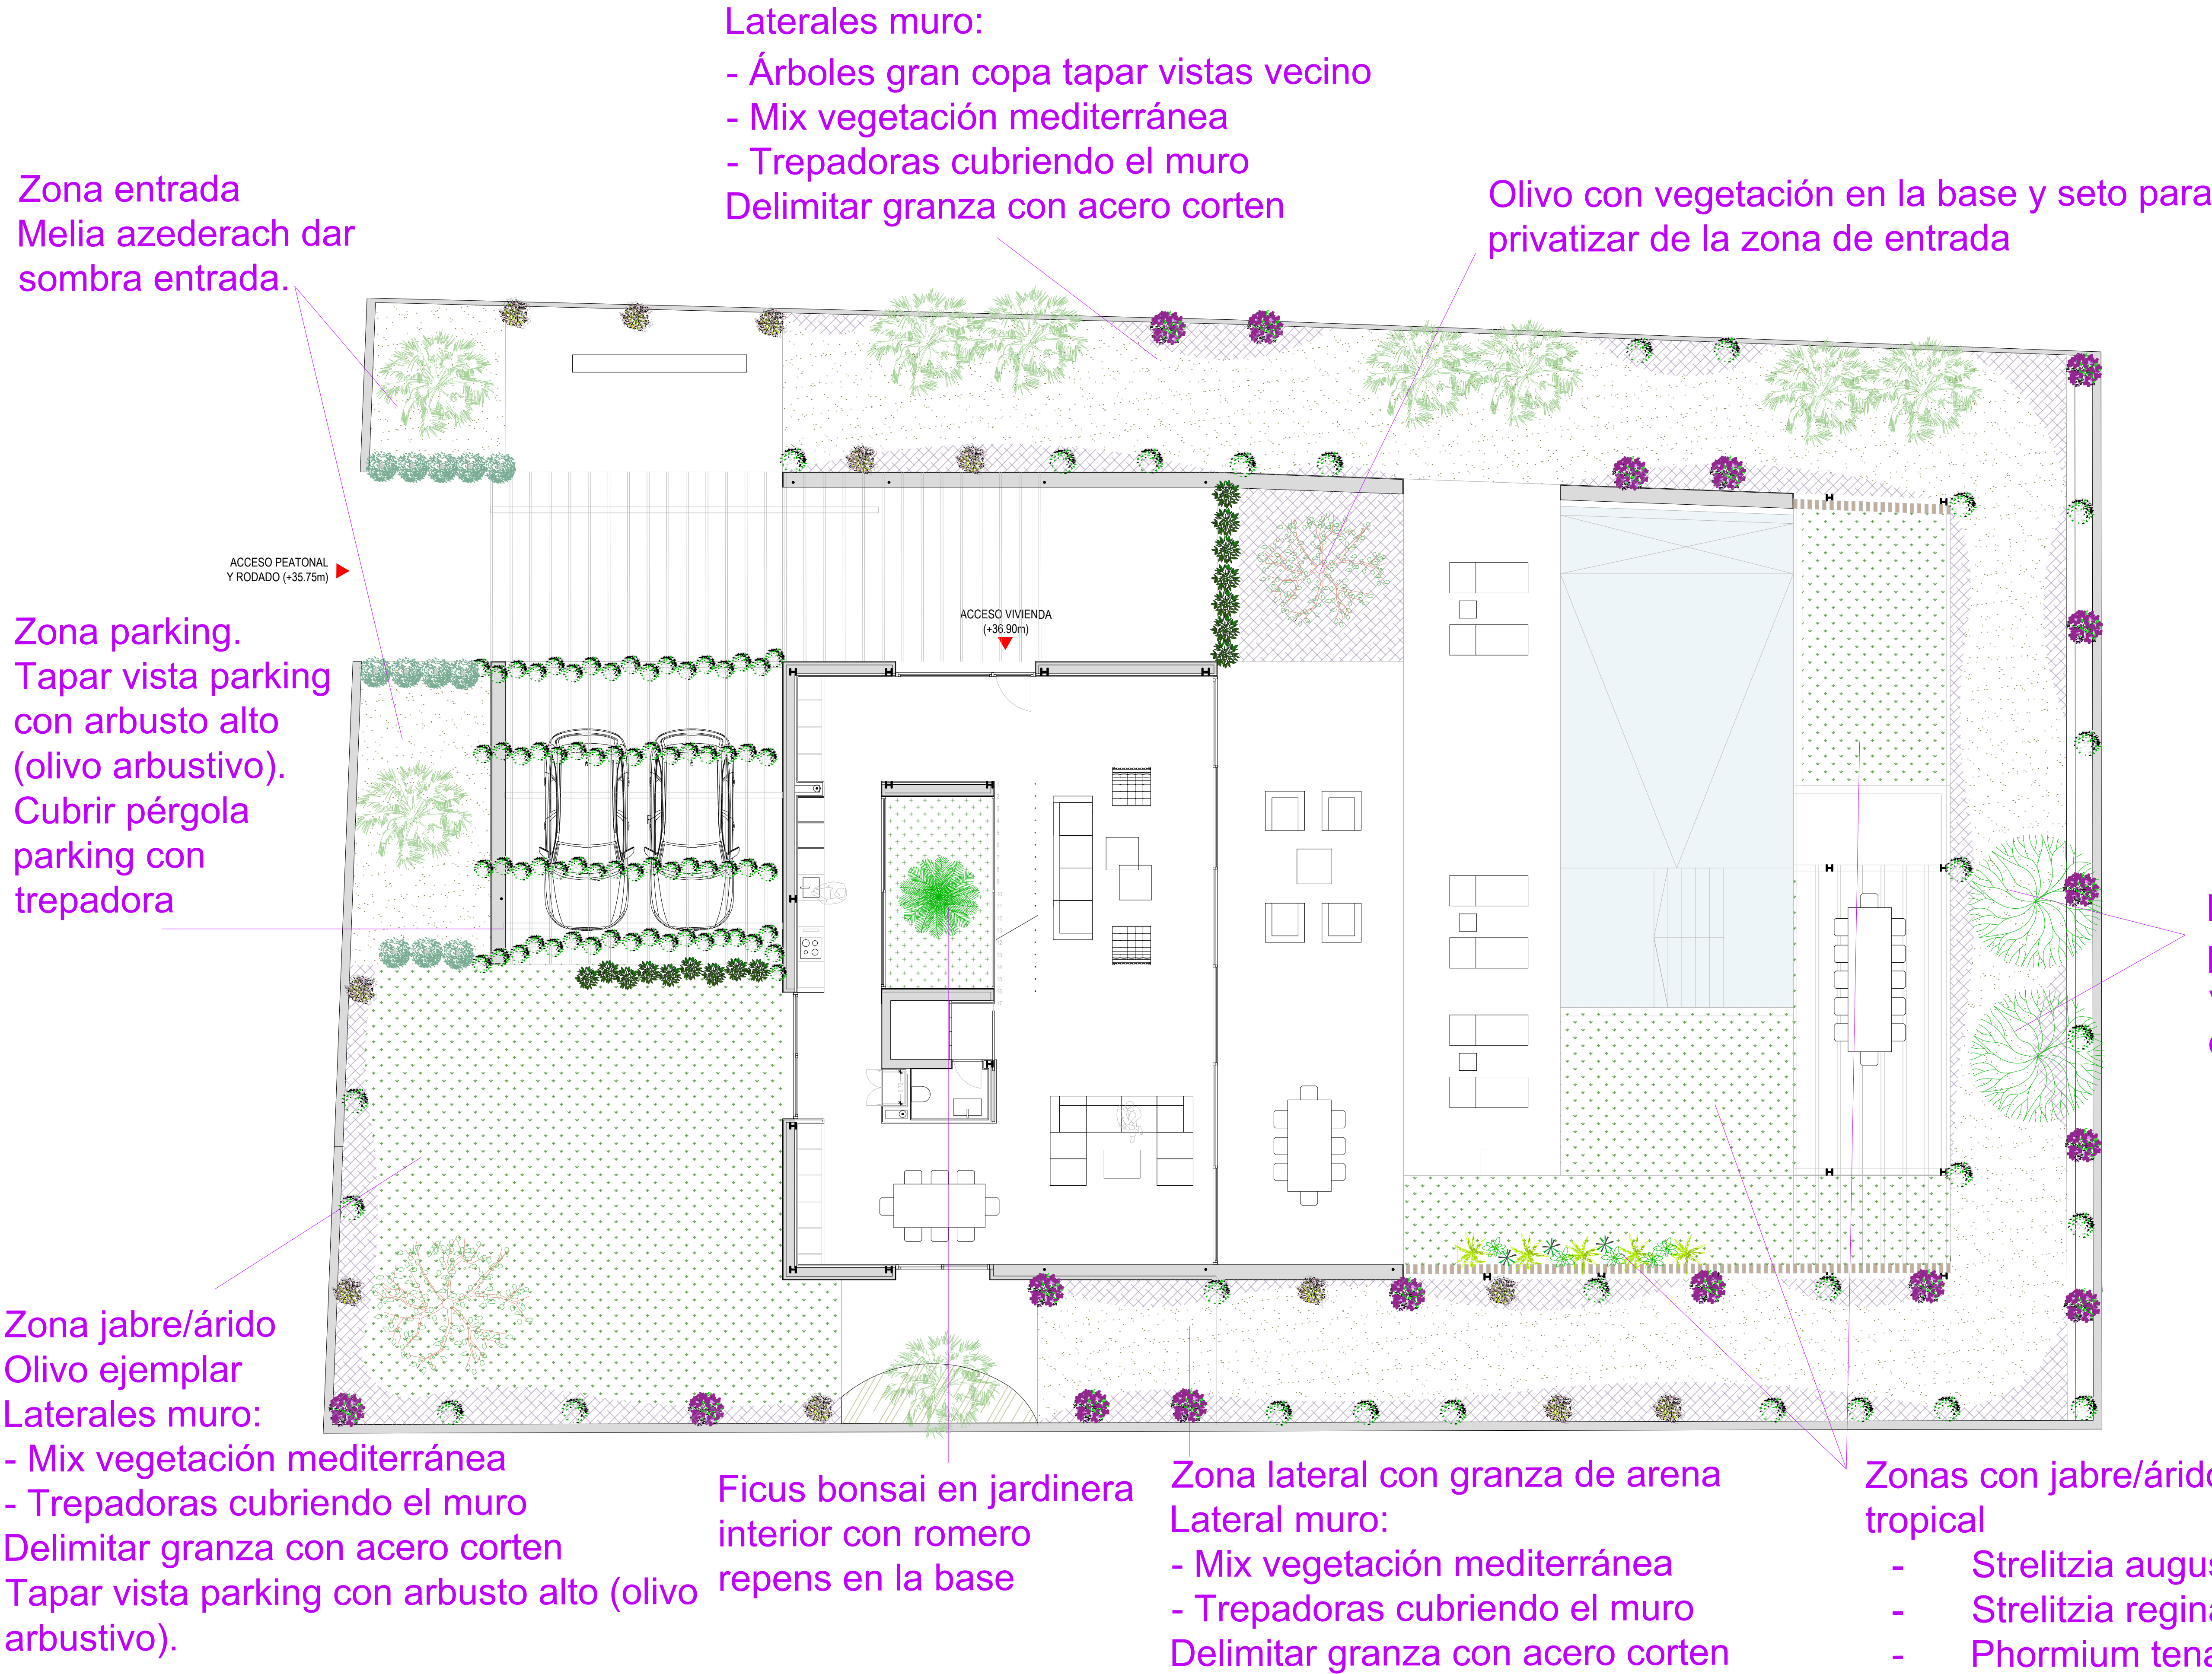 Laterales muro:
- Árboles gran copa tapar vistas vecino
- Mix vegetación mediterránea
- Trepadoras cubriendo el muro
Delimitar granza con acero corten
Zona entrada
Melia azederach dar
sombra entrada.
Olivo con vegetación en la base y seto para
privatizar de la zona de entrada
ACCESO PEATONAL
Y RODADO (+35.75m)
ACCESO VIVIENDA
(+36.90m)
Zona parking.
Tapar vista parking
con arbusto alto
(olivo arbustivo).
Cubrir pérgola
parking con
trepadora
Zona jabre/árido
Olivo ejemplar
Laterales muro:
- Mix vegetación mediterránea
- Trepadoras cubriendo el muro
Delimitar granza con acero corten
Tapar vista parking con arbusto alto (olivo
arbustivo).
Ficus bonsai en jardinera
interior con romero
repens en la base
Zona lateral con granza de arena
Lateral muro:
- Mix vegetación mediterránea
- Trepadoras cubriendo el muro
Delimitar granza con acero corten
Zonas con jabre/árido
tropical
- Strelitzia augus
- Strelitzia regina
- Phormium tena